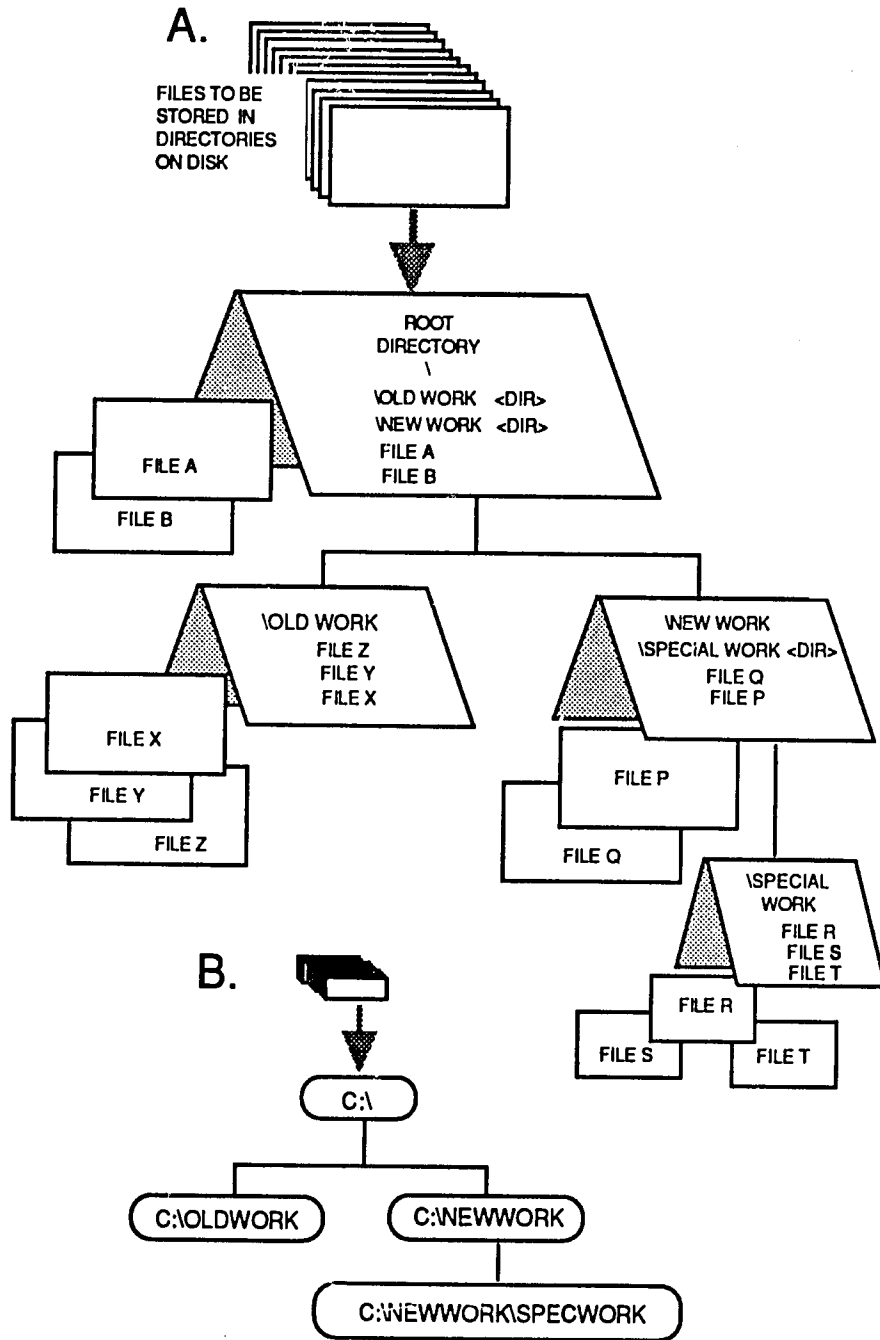 A.
FILES TO BE
STORED IN
DIRECTORIES
ON DISK
ROOT
DIRECTORY
\
\OLD WORK <DIR>
\NEW WORK <DIR>
FILE A
FILE B
FILE A
FILE B
\OLD WORK
FILE Z
FILE Y
FILE X
FILE X
FILE Y
FILE Z
\NEW WORK
\SPECIAL WORK <DIR>
FILE Q
FILE P
FILE P
FILE Q
\SPECIAL
WORK
FILE R
FILE S
FILE T
FILE R
FILE S
FILE T
B.
C:\
C:\OLDWORK
C:\NEWWORK
C:\NEWWORK\SPECWORK